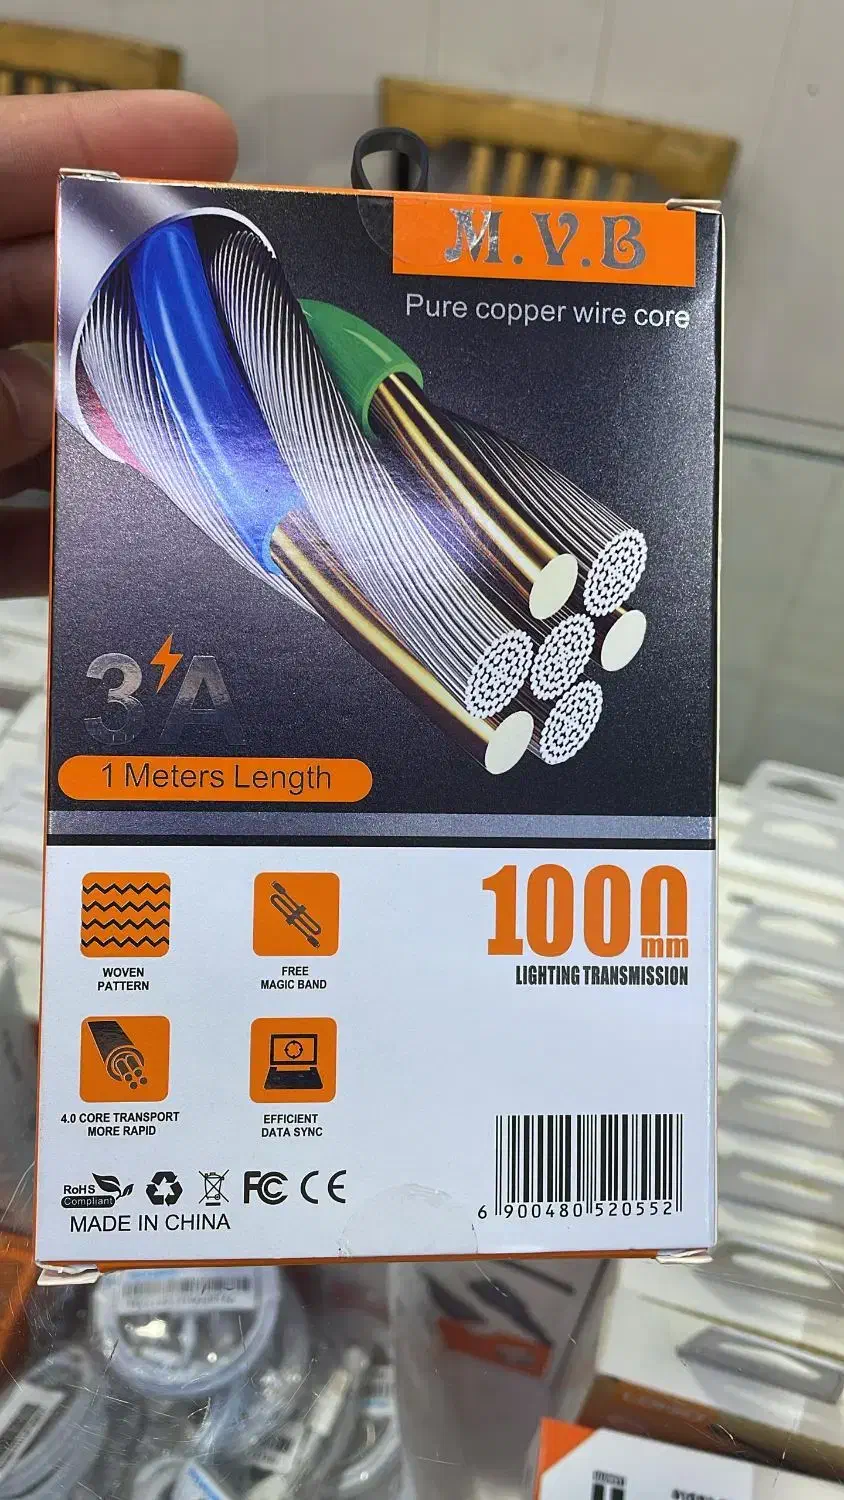 M.V.B
Pure copper wire core
3A
1 Meters Length
1000
mm
LIGHTING TRANSMISSION
WOVEN
PATTERN
FREE
MAGIC BAND
4.0 CORE TRANSPORT
MORE RAPID
EFFICIENT
DATA SYNC
RoHS
Compliant
FC CE
MADE IN CHINA
6 900480 520552